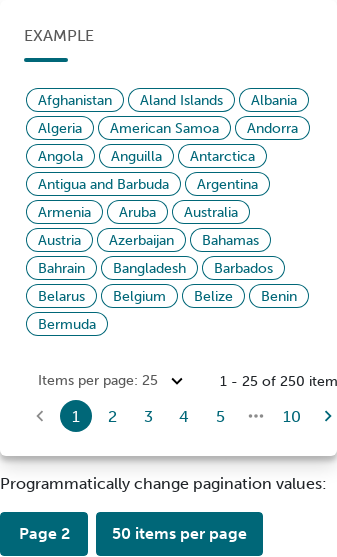 EXAMPLE
Afghanistan Aland Islands Albania
Algeria American Samoa Andorra
Angola Anguilla Antarctica
Antigua and Barbuda Argentina
Armenia Aruba Australia
Austria Azerbaijan Bahamas
Bahrain Bangladesh Barbados
Belarus Belgium Belize Benin
Bermuda
Items per page: 25 1 - 25 of 250 item
1 2 3 4 5 ••• 10
Programmatically change pagination values:
Page 2 50 items per page